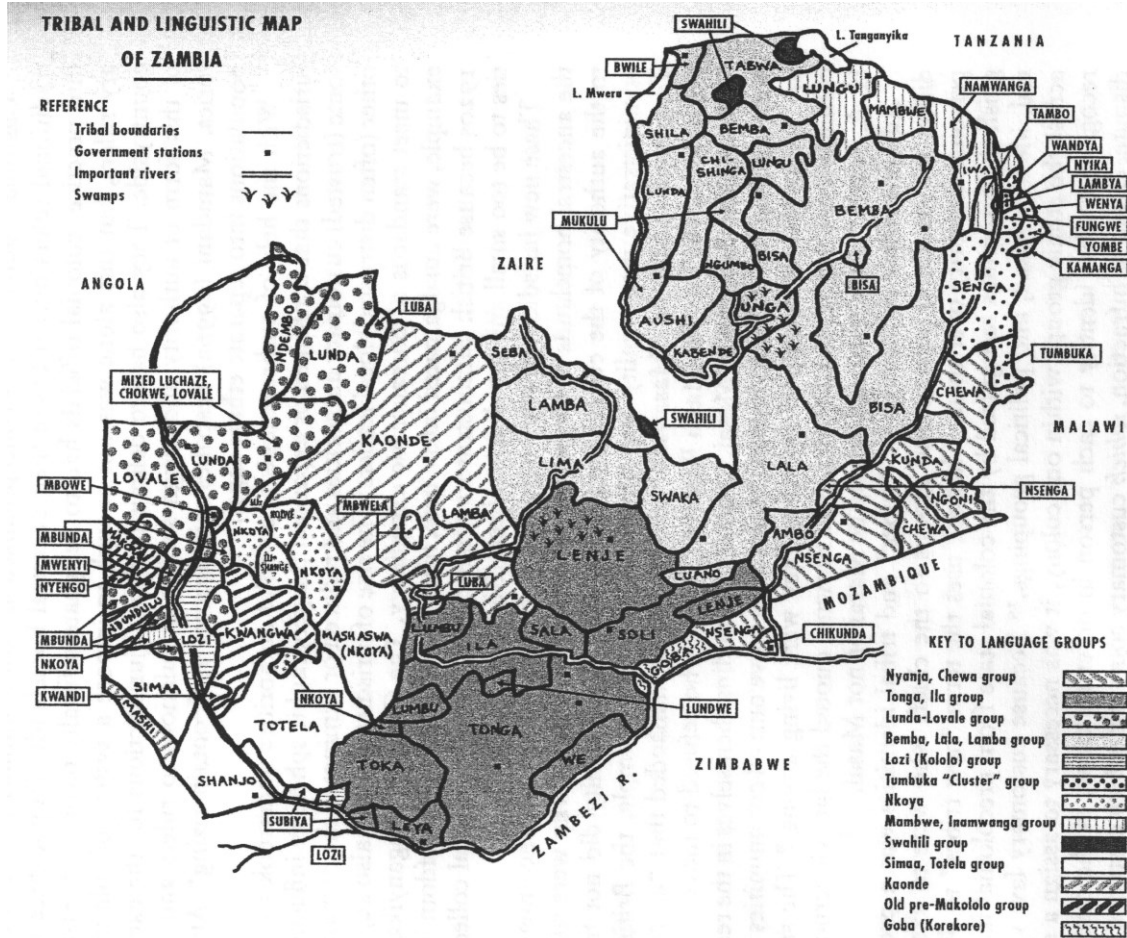 TRIBAL AND LINGUISTIC MAP
OF ZAMBIA
REFERENCE
Tribal boundaries
Government stations
Important rivers
Swamps
SWAHILI
L. Tanganyika
TANZANIA
BWILE
TABWA
L. Mweru
LUNGU
NAMWANGA
MAMBWE
TAMBO
SHILA
BEMBA
WANDYA
CHI-
SHINGA
LUNGU
NYIKA
IWA
LAMBYA
LUNDA
WENYA
MUKULU
BEMBA
FUNGWE
YOMBE
NGUMBO
BISA
KAMANGA
ZAIRE
BISA
ANGOLA
SENGA
UNGA
LUBA
AUSHI
NDEMBO
LUNDA
KABENDE
SEBA
TUMBUKA
MIXED LUCHAZE,
CHOKWE, LOVALE
CHEWA
LAMBA
SWAHILI
BISA
KAONDE
MALAWI
LUNDA
LIMA
LALA
KUNDA
LOVALE
SWAKA
NGONI
MBOWE
MBWELA
LAMBA
NSENGA
MBUNDA
NKOYA
CHEWA
AMBO
MWENYI
LENJE
NSENGA
NYENGO
NKOYA
LUANO
LUBA
MOZAMBIQUE
MBUNDA
LENJE
LOZI
KWANGWA
MASHASWA
(NKOYA)
LUMBU
SALA
SOLI
NSENGA
CHIKUNDA
KEY TO LANGUAGE GROUPS
NKOYA
ILA
GOBA
Nyanja, Chewa group
SIMAA
KWANDI
NKOYA
Tonga, Ila group
LUMBU
LUNDWE
Lunda-Lovale group
MASHI
TOTELA
TONGA
Bemba, Lala, Lamba group
Lozi (Kololo) group
TOKA
WE
ZIMBABWE
Tumbuka "Cluster" group
SHANJO
Nkoya
Mambwe, Inamwanga group
SUBIYA
LEYA
ZAMBEZI R.
Swahili group
LOZI
Simaa, Totela group
Kaonde
Old pre-Makololo group
Goba (Korekore)